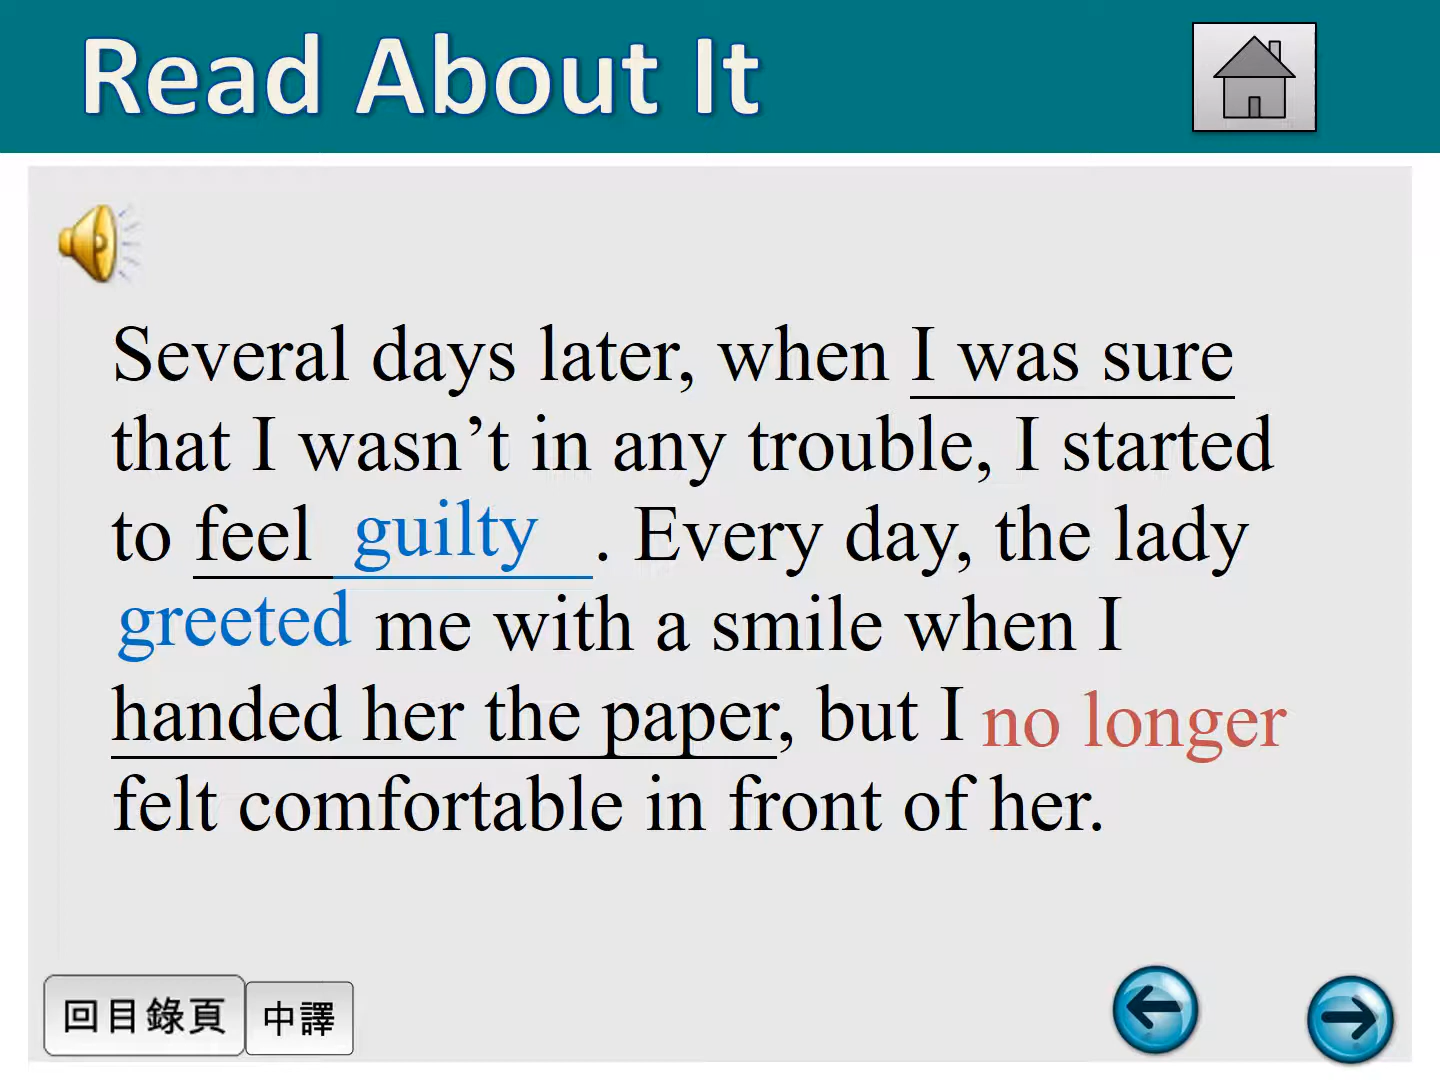 Read About It
Several days later, when I was sure
that I wasn’t in any trouble, I started
to feel guilty. Every day, the lady
greeted me with a smile when I
handed her the paper, but I no longer
felt comfortable in front of her.
回目錄頁 中譯